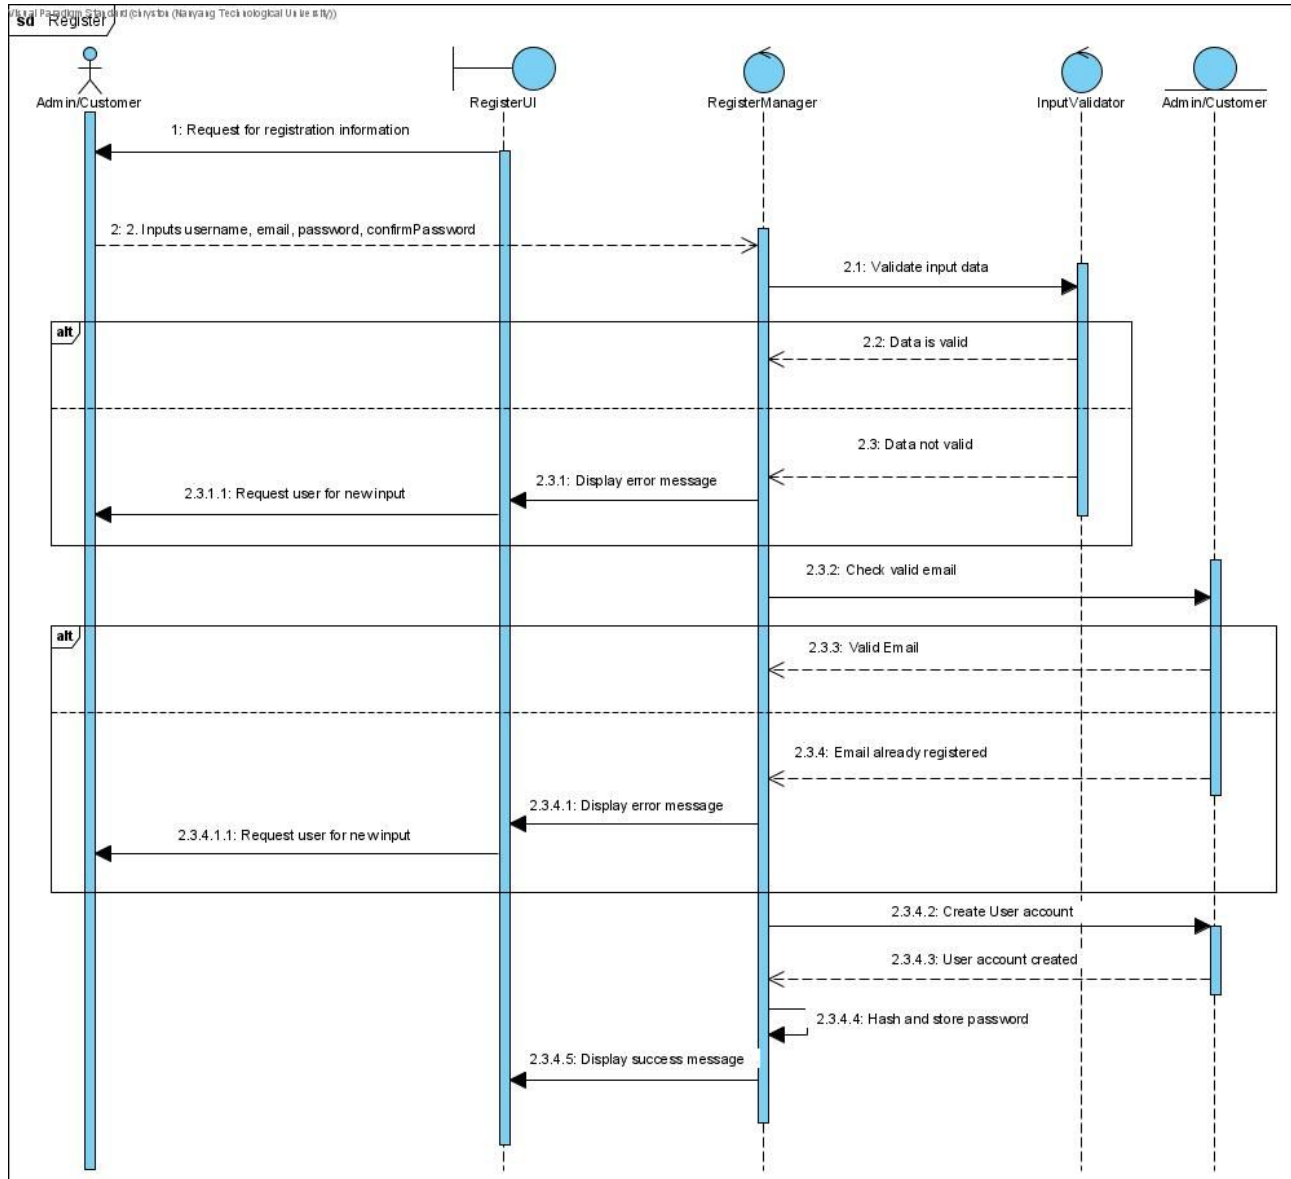 sd Register
Admin/Customer
RegisterUI
RegisterManager
InputValidator
Admin/Customer
1: Request for registration information
2: 2. Inputs username, email, password, confirmPassword
2.1: Validate input data
alt
2.2: Data is valid
2.3: Data not valid
2.3.1: Display error message
2.3.1.1: Request user for new input
2.3.2: Check valid email
alt
2.3.3: Valid Email
2.3.4: Email already registered
2.3.4.1: Display error message
2.3.4.1.1: Request user for new input
2.3.4.2: Create User account
2.3.4.3: User account created
2.3.4.4: Hash and store password
2.3.4.5: Display success message